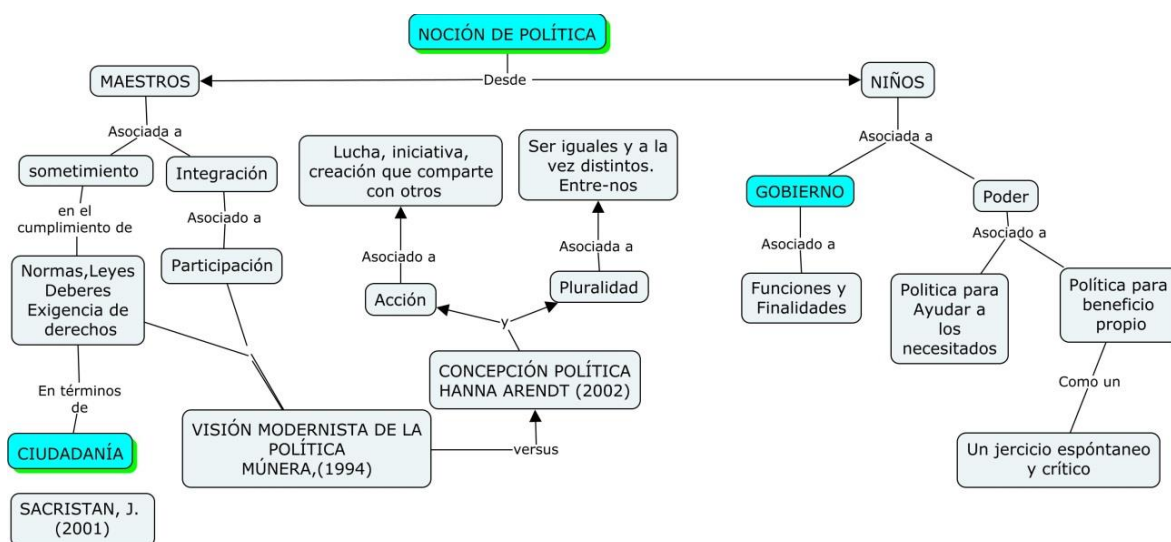 NOCIÓN DE POLÍTICA
Desde
MAESTROS
NIÑOS
Asociada a
sometimiento
Integración
en el
cumplimiento de
Asociado a
Normas,Leyes
Deberes
Exigencia de
derechos
Participación
En términos
de
CIUDADANÍA
SACRISTAN, J.
(2001)
VISIÓN MODERNISTA DE LA
POLÍTICA
MÚNERA,(1994)
versus
CONCEPCIÓN POLÍTICA
HANNA ARENDT (2002)
y
Acción
Asociado a
Lucha, iniciativa,
creación que comparte
con otros
Pluralidad
Asociada a
Ser iguales y a la
vez distintos.
Entre-nos
Asociada a
GOBIERNO
Asociado a
Funciones y
Finalidades
Poder
Asociado a
Politica para
Ayudar a
los
necesitados
Política para
beneficio
propio
Como un
Un jercicio espóntaneo
y crítico